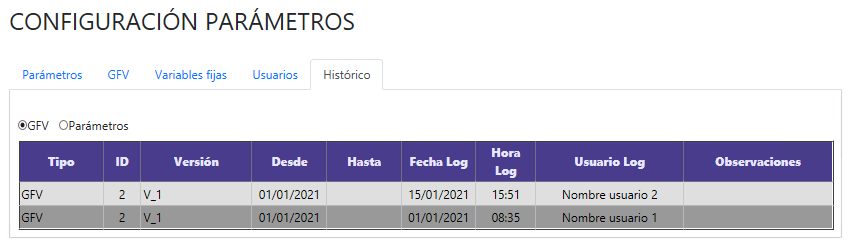 CONFIGURACIÓN PARÁMETROS
Parámetros GFV Variables fijas Usuarios Histórico
GFV Parámetros
Tipo ID Versión Desde Hasta Fecha Log Hora Log Usuario Log Observaciones
GFV 2 V_1 01/01/2021 15/01/2021 15:51 Nombre usuario 2
GFV 2 V_1 01/01/2021 01/01/2021 08:35 Nombre usuario 1